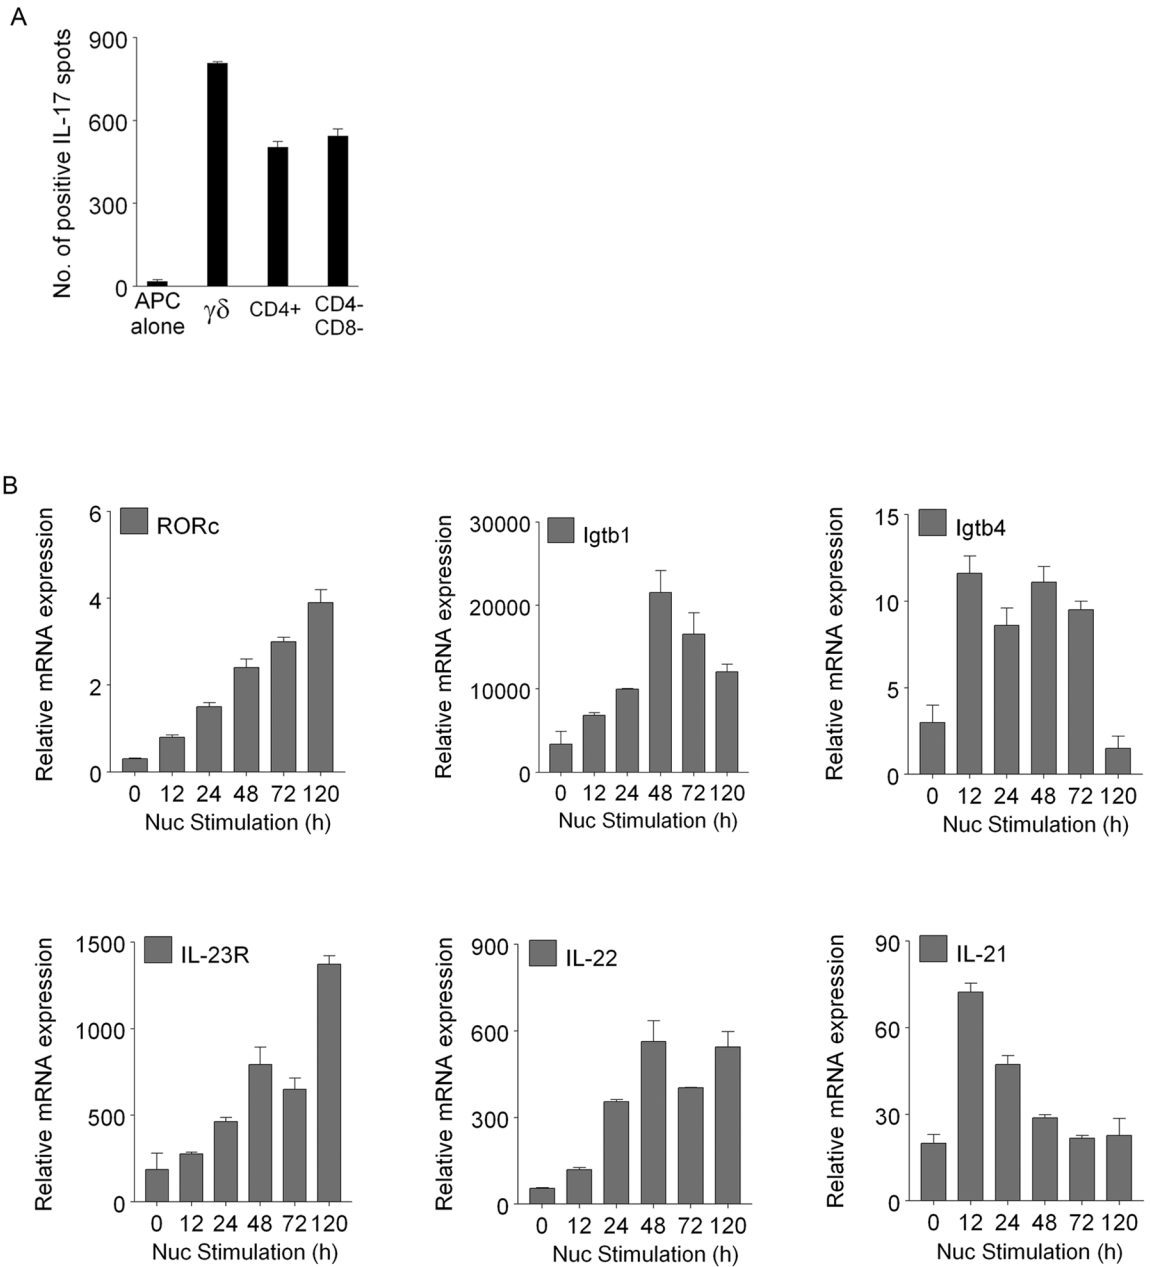 A
No. of positive IL-17 spots
900
600
300
0
APC
alone
γδ
CD4+
CD4-
CD8-
B
Relative mRNA expression
6
4
2
0
RORc
0 12 24 48 72 120
Nuc Stimulation (h)
Relative mRNA expression
30000
20000
10000
0
Igtb1
0 12 24 48 72 120
Nuc Stimulation (h)
Relative mRNA expression
15
10
5
0
Igtb4
0 12 24 48 72 120
Nuc Stimulation (h)
Relative mRNA expression
1500
1000
500
0
IL-23R
0 12 24 48 72 120
Nuc Stimulation (h)
Relative mRNA expression
900
600
300
0
IL-22
0 12 24 48 72 120
Nuc Stimulation (h)
Relative mRNA expression
90
60
30
0
IL-21
0 12 24 48 72 120
Nuc Stimulation (h)